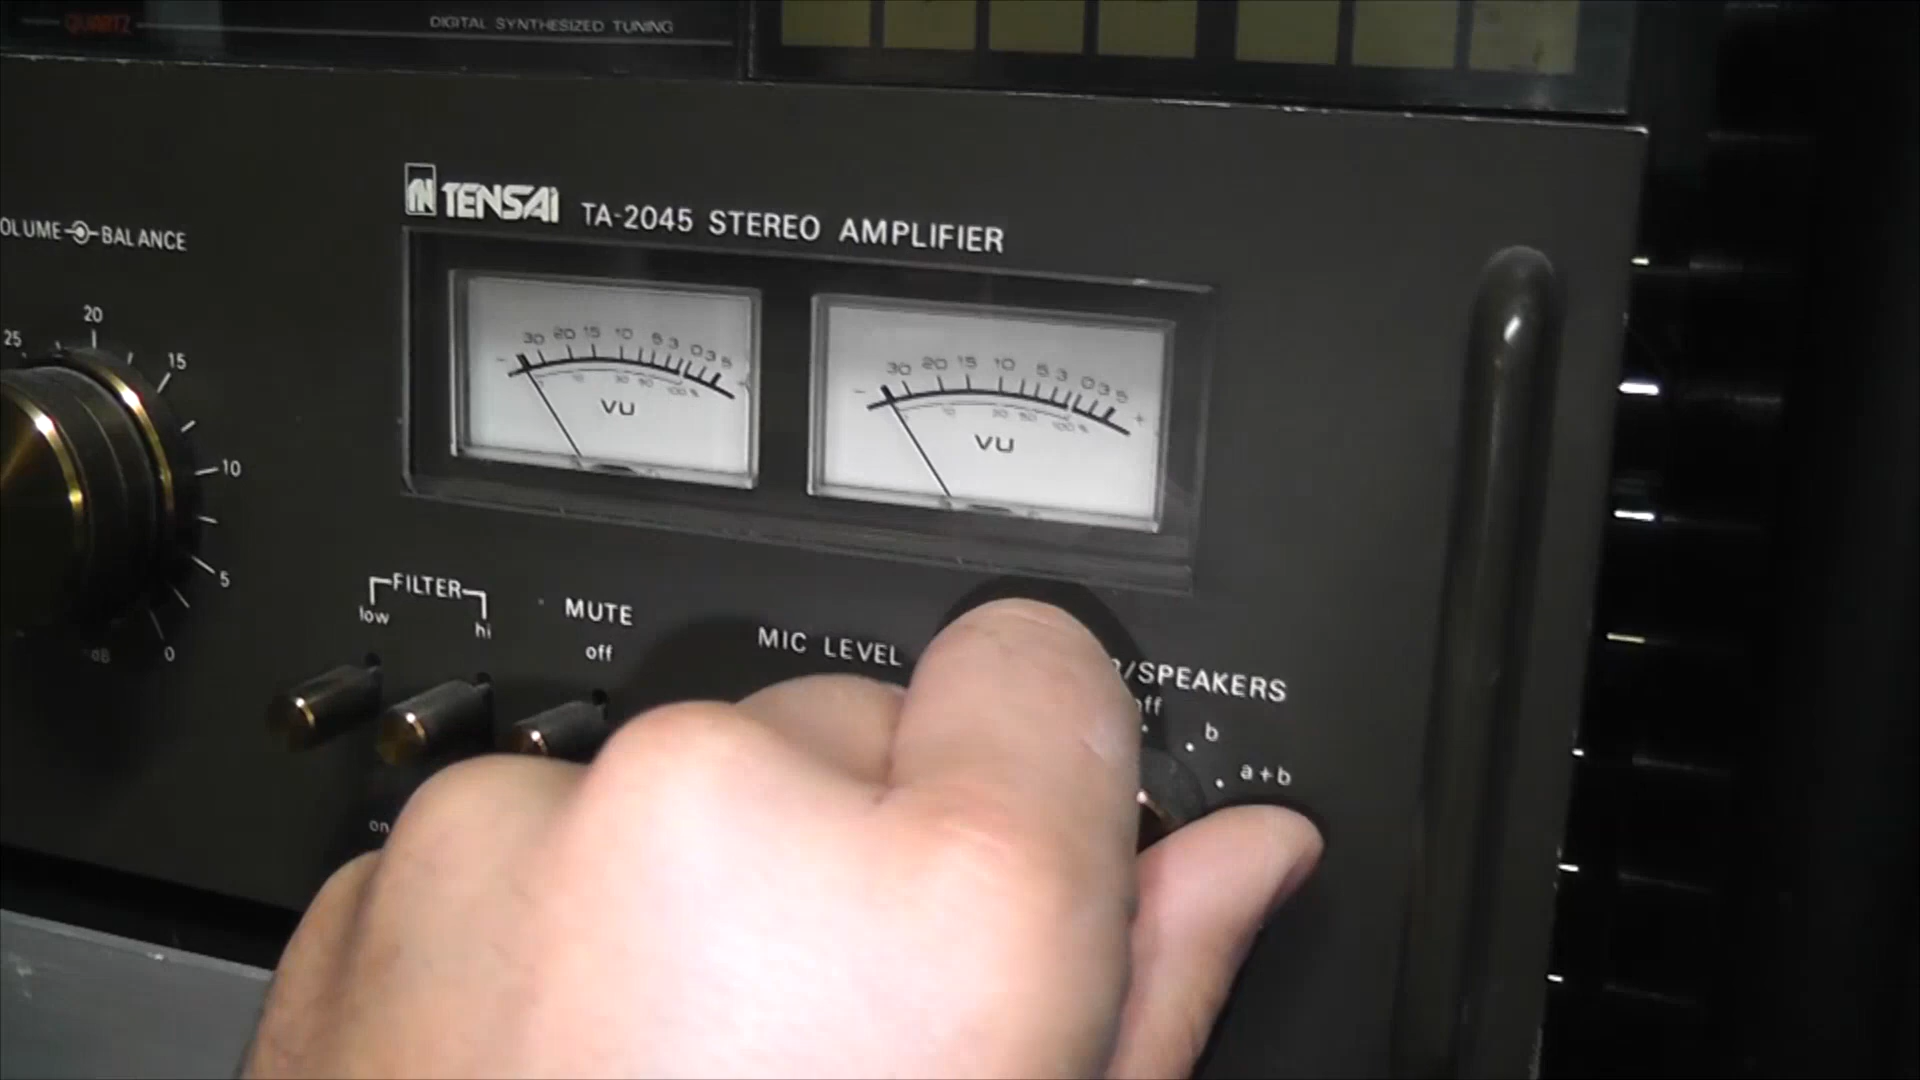 QUARTZ
DIGITAL SYNTHESIZED TUNING
TENSAI TA-2045 STEREO AMPLIFIER
OLUME BALANCE
25 20 15 10 5 0
dB
- 30 20 15 10 5 3 0 3 5
VU
- 30 20 15 10 5 3 0 3 5 +
VU
FILTER
low hi
MUTE
off
on
MIC LEVEL
/SPEAKERS
off
b
a+b